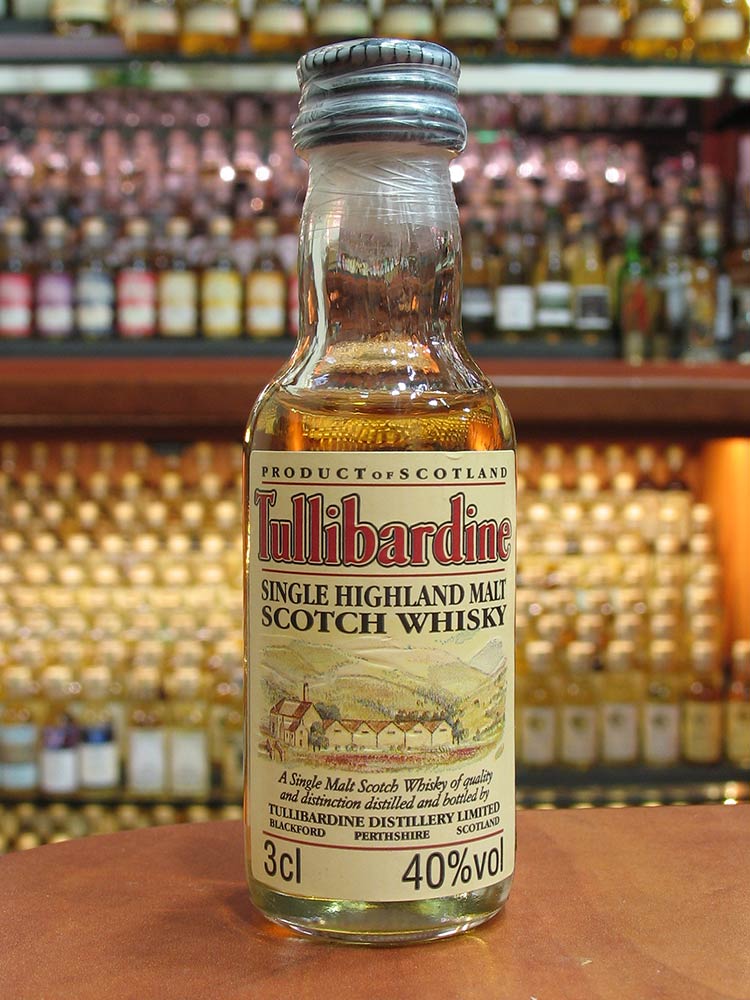 PRODUCT OF SCOTLAND
Tullibardine
SINGLE HIGHLAND MALT
SCOTCH WHISKY
A Single Malt Scotch Whisky of quality
and distinction distilled and bottled by
TULLIBARDINE DISTILLERY LIMITED
BLACKFORD PERTHSHIRE SCOTLAND
3cl 40%vol